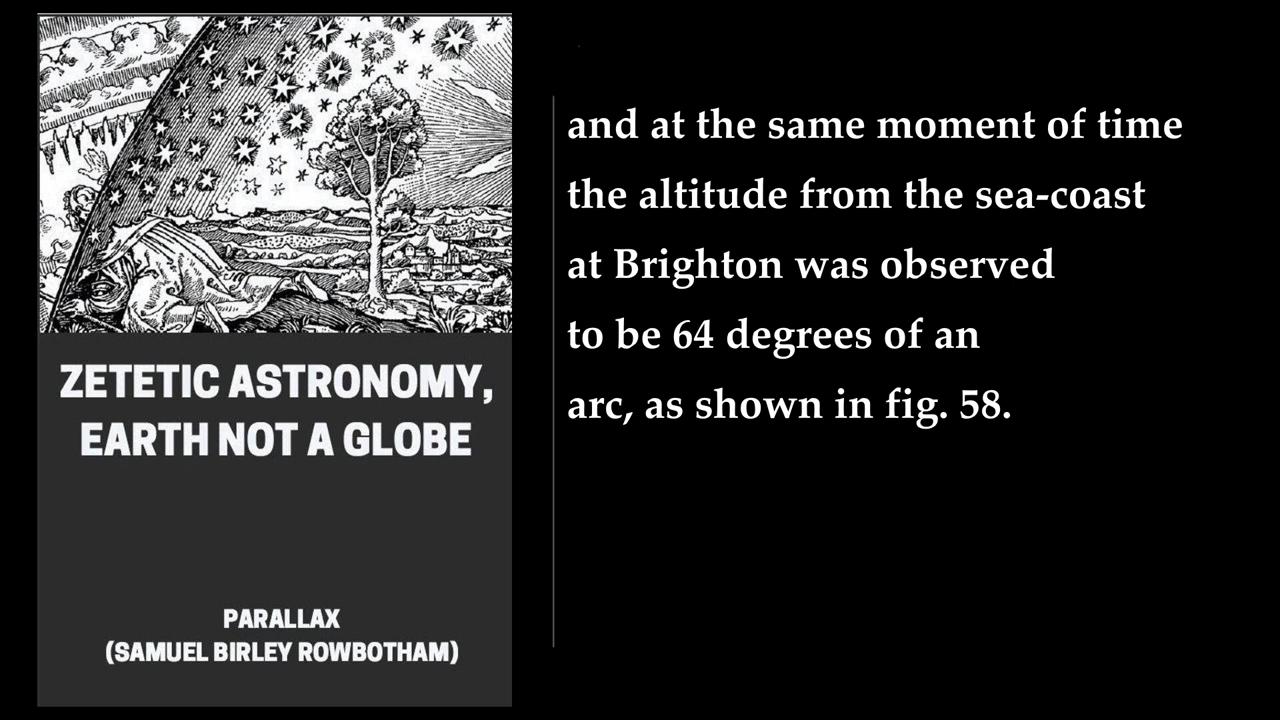 ZETETIC ASTRONOMY,
EARTH NOT A GLOBE
PARALLAX
(SAMUEL BIRLEY ROWBOTHAM)
and at the same moment of time
the altitude from the sea-coast
at Brighton was observed
to be 64 degrees of an
arc, as shown in fig. 58.